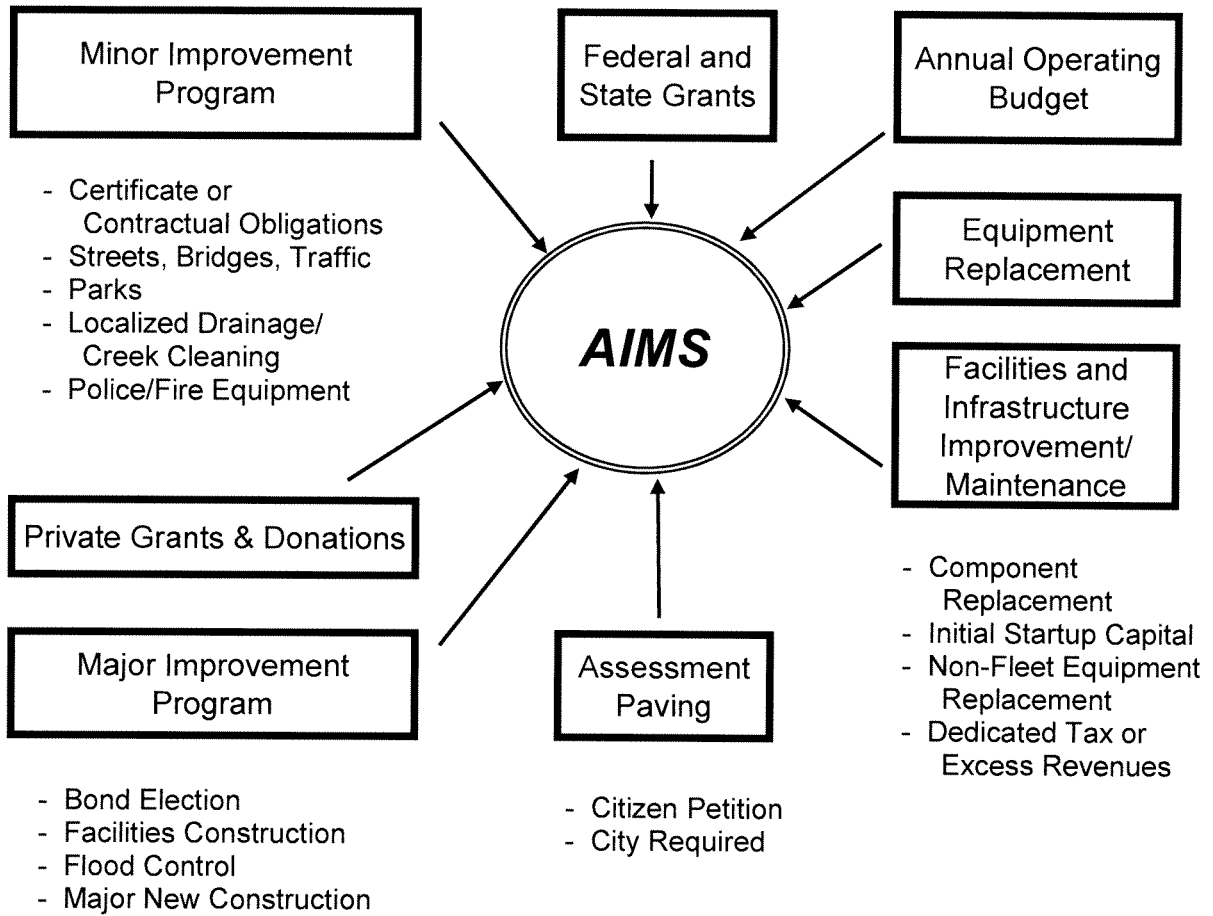 Minor Improvement
Program
- Certificate or
Contractual Obligations
- Streets, Bridges, Traffic
- Parks
- Localized Drainage/
Creek Cleaning
- Police/Fire Equipment
Federal and
State Grants
Annual Operating
Budget
Equipment
Replacement
AIMS
Facilities and
Infrastructure
Improvement/
Maintenance
- Component
Replacement
- Initial Startup Capital
- Non-Fleet Equipment
Replacement
- Dedicated Tax or
Excess Revenues
Private Grants & Donations
Major Improvement
Program
- Bond Election
- Facilities Construction
- Flood Control
- Major New Construction
Assessment
Paving
- Citizen Petition
- City Required